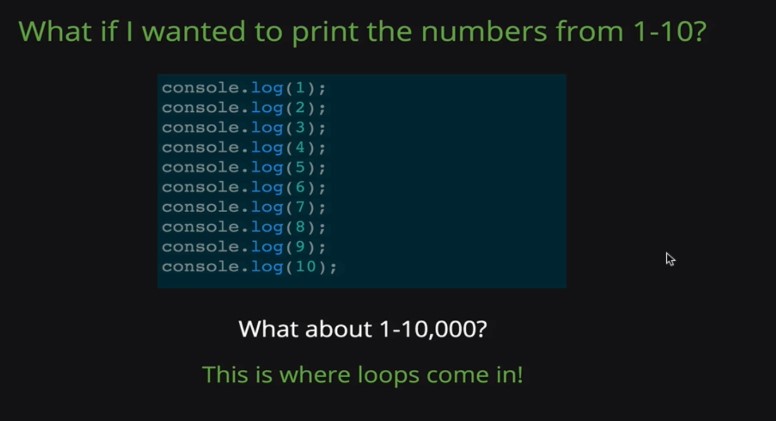 What if I wanted to print the numbers from 1-10?
console.log(1);
console.log(2);
console.log(3);
console.log(4);
console.log(5);
console.log(6);
console.log(7);
console.log(8);
console.log(9);
console.log(10);
What about 1-10,000?
This is where loops come in!